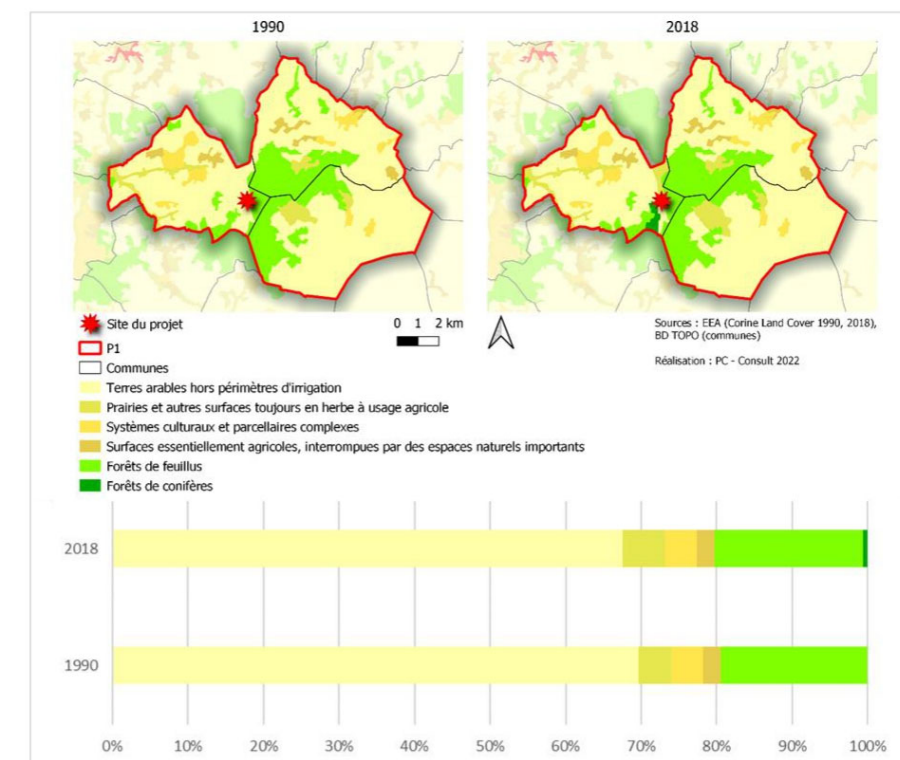 1990
2018
Site du projet
0 1 2 km
P1
Communes
Terres arables hors périmètres d'irrigation
Prairies et autres surfaces toujours en herbe à usage agricole
Systèmes culturaux et parcellaires complexes
Surfaces essentiellement agricoles, interrompues par des espaces naturels importants
Forêts de feuillus
Forêts de conifères
Sources : EEA (Corine Land Cover 1990, 2018),
BD TOPO (communes)
Réalisation : PC - Consult 2022
2018
1990
0% 10% 20% 30% 40% 50% 60% 70% 80% 90% 100%